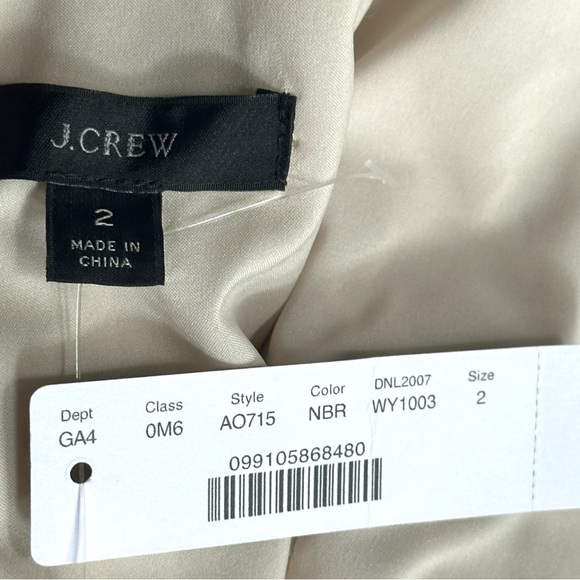 J.CREW
2
MADE IN
CHINA
Dept Class Style Color DNL2007 Size
GA4 0M6 AO715 NBR WY1003 2
099105868480